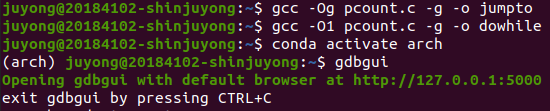 juyong@20184102-shinjuyong:~$ gcc -Og pcount.c -g -o jumpto
juyong@20184102-shinjuyong:~$ gcc -O1 pcount.c -g -o dowhile
juyong@20184102-shinjuyong:~$ conda activate arch
(arch) juyong@20184102-shinjuyong:~$ gdbgui
Opening gdbgui with default browser at http://127.0.0.1:5000
exit gdbgui by pressing CTRL+C